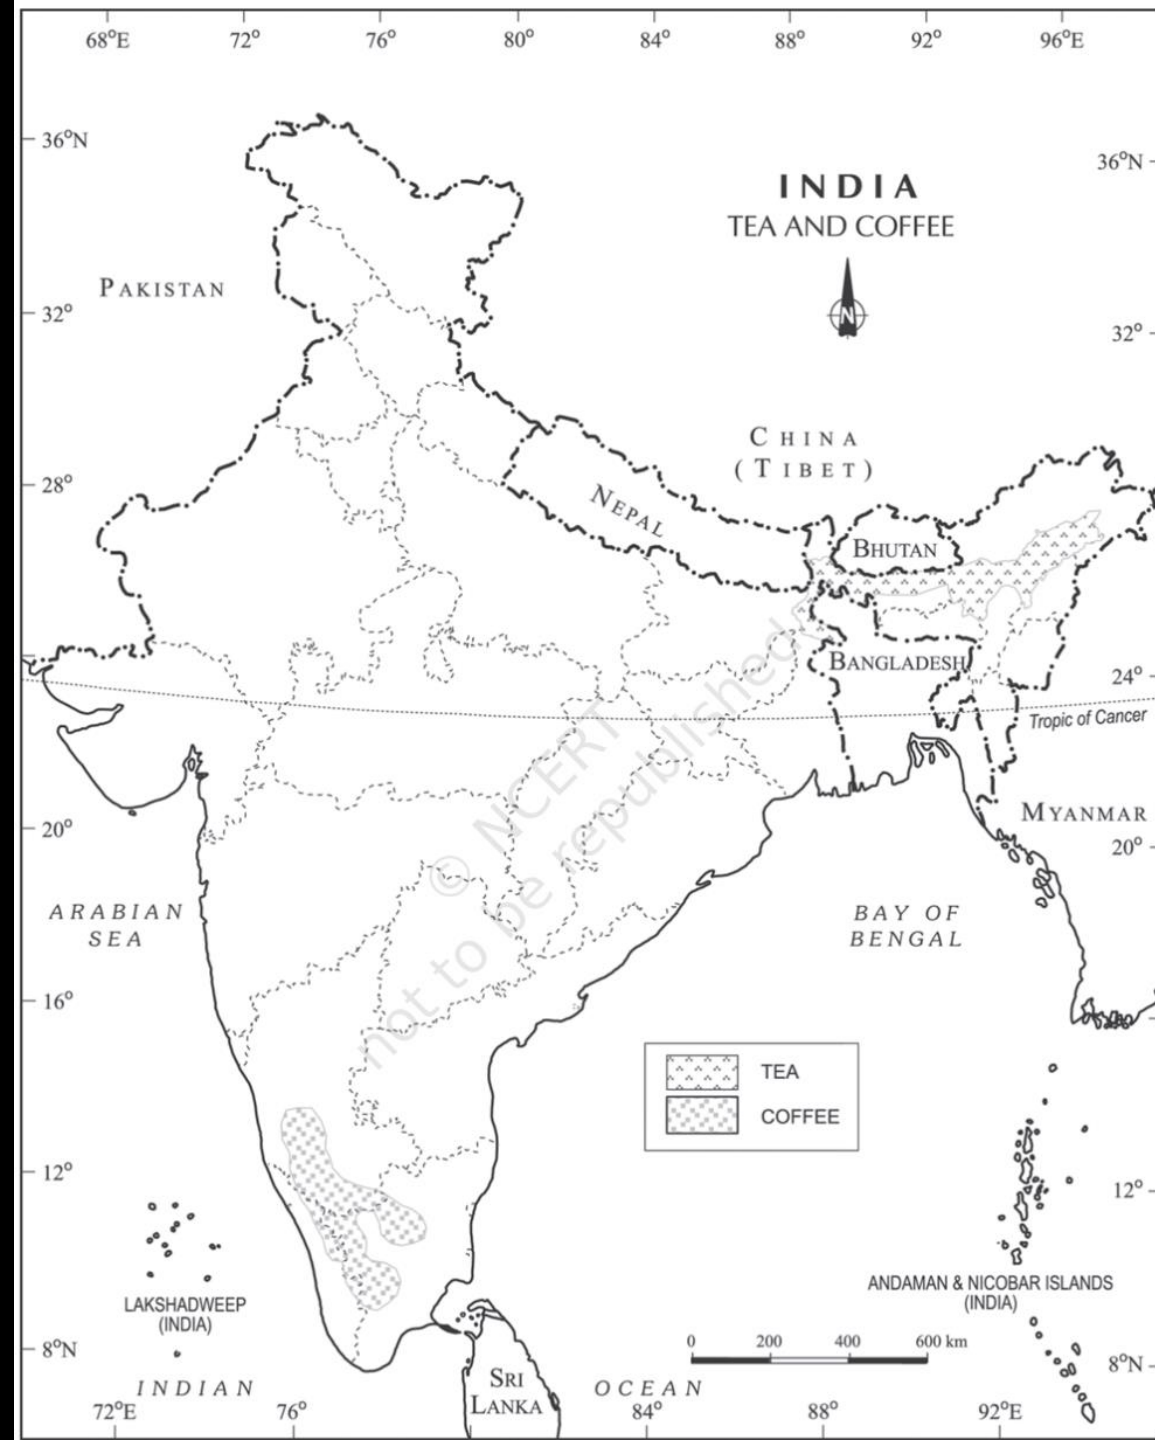 68°E 72° 76° 80° 84° 88° 92° 96°E
36°N
36°N
INDIA
TEA AND COFFEE
N
PAKISTAN
32°
32°
CHINA
(TIBET)
28°
NEPAL
BHUTAN
BANGLADESH
24°
Tropic of Cancer
© NCERT
not to be republished
MYANMAR
20°
20°
ARABIAN
SEA
BAY OF
BENGAL
16°
TEA
COFFEE
12°
12°
LAKSHADWEEP
(INDIA)
ANDAMAN & NICOBAR ISLANDS
(INDIA)
0 200 400 600 km
8°N
8°N
SRI
LANKA
INDIAN OCEAN
72°E 76° 84° 88° 92°E